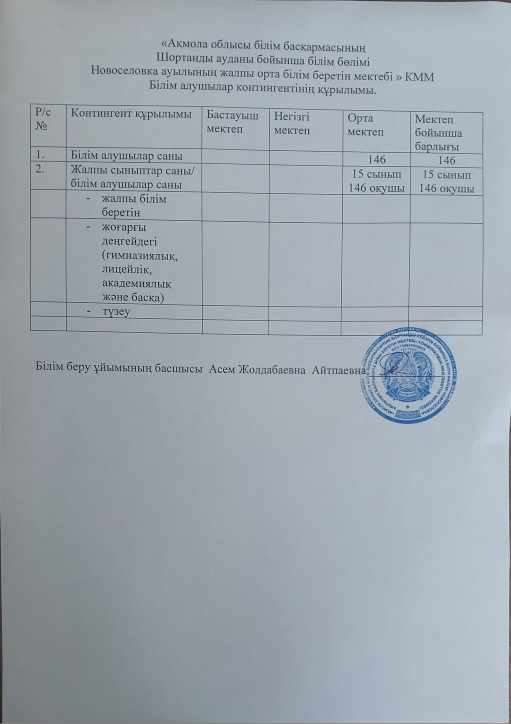 «Ақмола облысы білім басқармасының
Шортанды ауданы бойынша білім бөлімі
Новоселовка ауылының жалпы орта білім беретін мектебі » КММ
Білім алушылар контингентінің құрылымы.
Р/с № Контингент құрылымы Бастауыш мектеп Негізгі мектеп Орта мектеп Мектеп бойынша барлығы
1. Білім алушылар саны 146 146
2. Жалпы сыныптар саны/ 15 сынып 15 сынып
білім алушылар саны 146 оқушы 146 оқушы
- жалпы білім
беретін
- жоғарғы
деңгейдегі
(гимназиялық,
лицейлік,
академиялық
және басқа)
- түзеу
Білім беру ұйымының басшысы Асем Жолдабаевна Айтпаевна